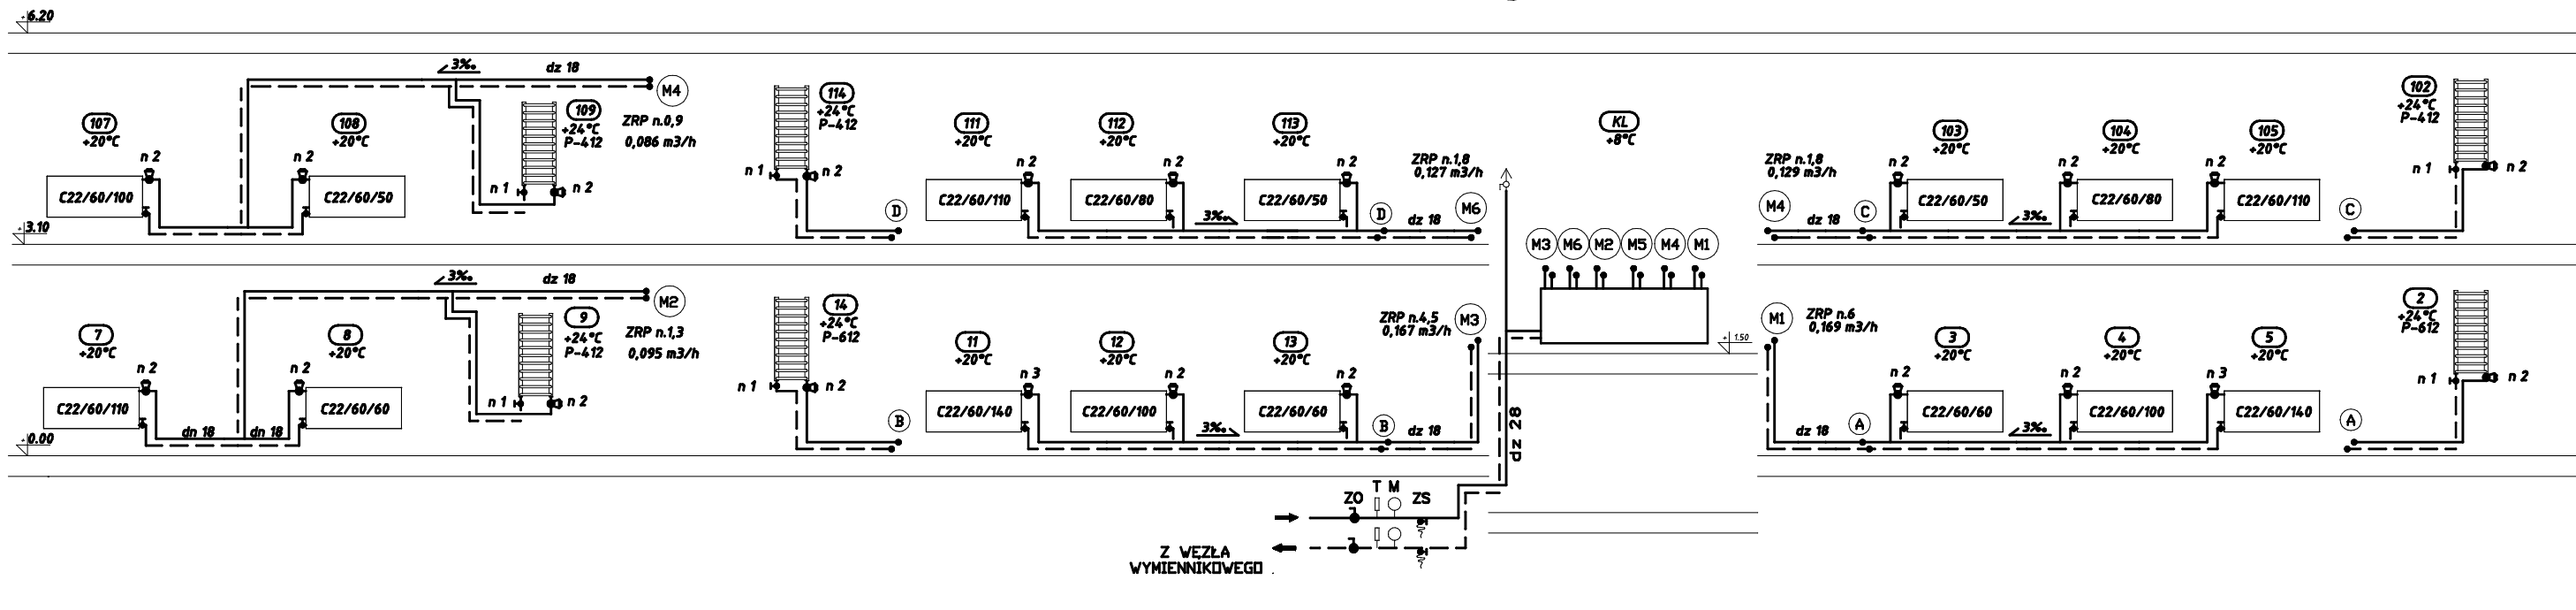 +6.20
107
+20°C
n 2
C22/60/100
108
+20°C
n 2
C22/60/50
3‰
dz 18
M4
109
+24°C
P-412
n 1
n 2
ZRP n.0,9
0,086 m3/h
114
+24°C
P-412
n 1
n 2
D
111
+20°C
n 2
C22/60/110
112
+20°C
n 2
C22/60/80
3‰
113
+20°C
n 2
C22/60/50
D
dz 18
ZRP n.1,8
0,127 m3/h
M6
KL
+8°C
ZRP n.1,8
0,129 m3/h
M4
dz 18
C
103
+20°C
n 2
C22/60/50
3‰
104
+20°C
n 2
C22/60/80
105
+20°C
n 2
C22/60/110
C
102
+24°C
P-412
n 1
n 2
+3.10
M3 M6 M2 M5 M4 M1
+1.50
7
+20°C
n 2
C22/60/110
dn 18
dn 18
8
+20°C
n 2
C22/60/60
3‰
dz 18
M2
9
+24°C
P-412
n 1
n 2
ZRP n.1,3
0,095 m3/h
14
+24°C
P-612
n 1
n 2
B
11
+20°C
n 3
C22/60/140
12
+20°C
n 2
C22/60/100
3‰
13
+20°C
n 2
C22/60/60
B
dz 18
ZRP n.4,5
0,167 m3/h
M3
dz 28
M1
ZRP n.6
0,169 m3/h
dz 18
A
3
+20°C
n 2
C22/60/60
3‰
4
+20°C
n 2
C22/60/100
5
+20°C
n 3
C22/60/140
A
2
+24°C
P-612
n 1
n 2
+0.00
ZO T M ZS
Z WĘZŁA
WYMIENNIKOWEGO